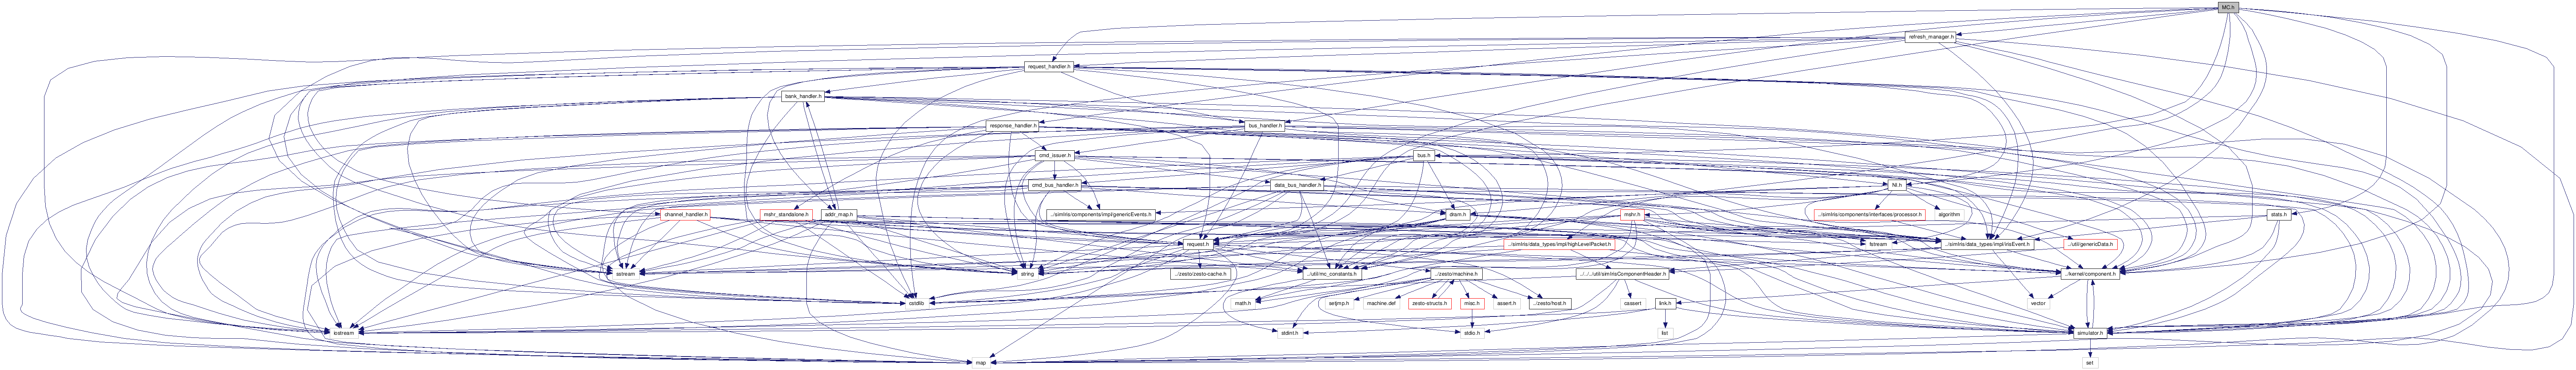 MC.h
refresh_manager.h
request_handler.h
bank_handler.h
response_handler.h
bus_handler.h
cmd_issuer.h
bus.h
cmd_bus_handler.h
data_bus_handler.h
NI.h
channel_handler.h
mshr_standalone.h
addr_map.h
../simIris/components/impl/genericEvents.h
dram.h
mshr.h
../simIris/components/interfaces/processor.h
algorithm
stats.h
request.h
../simIris/data_types/impl/highLevelPacket.h
fstream
../simIris/data_types/impl/irisEvent.h
../util/genericData.h
sstream
string
../zesto/zesto-cache.h
../util/mc_constants.h
../zesto/machine.h
../../../util/simIrisComponentHeader.h
../kernel/component.h
cstdlib
math.h
setjmp.h
machine.def
zesto-structs.h
misc.h
assert.h
../zesto/host.h
cassert
link.h
vector
iostream
stdint.h
stdio.h
list
simulator.h
map
set